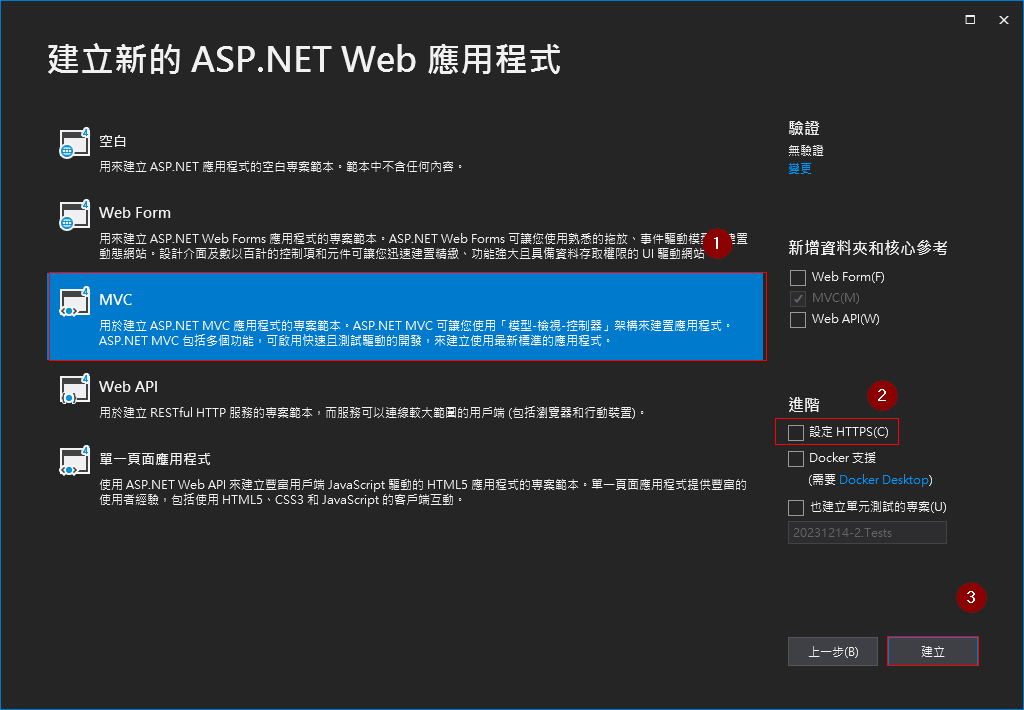 建立新的 ASP.NET Web 應用程式
空白
用來建立 ASP.NET 應用程式的空白專案範本。範本中不含任何內容。
Web Form
用來建立 ASP.NET Web Forms 應用程式的專案範本。ASP.NET Web Forms 可讓您使用熟悉的拖放、事件驅動模型
建置
動態網站。設計介面及數以百計的控制項和元件可讓您迅速建置精緻、功能強大且具備資料存取權限的 UI 驅動網站
1
MVC
用於建立 ASP.NET MVC 應用程式的專案範本。ASP.NET MVC 可讓您使用「模型-檢視-控制器」架構來建置應用程式。
ASP.NET MVC 包括多個功能，可啟用快速且測試驅動的開發，來建立使用最新標準的應用程式。
Web API
用於建立 RESTful HTTP 服務的專案範本，而服務可以連線較大範圍的用戶端 (包括瀏覽器和行動裝置)。
單一頁面應用程式
使用 ASP.NET Web API 來建立豐富用戶端 JavaScript 驅動的 HTML5 應用程式的專案範本。單一頁面應用程式提供豐富的
使用者經驗，包括使用 HTML5、CSS3 和 JavaScript 的客戶端互動。
驗證
無驗證
變更
新增資料夾和核心參考
Web Form(F)
MVC(M)
Web API(W)
進階
2
設定 HTTPS(C)
Docker 支援
(需要 Docker Desktop)
也建立單元測試的專案(U)
20231214-2.Tests
3
上一步(B)
建立